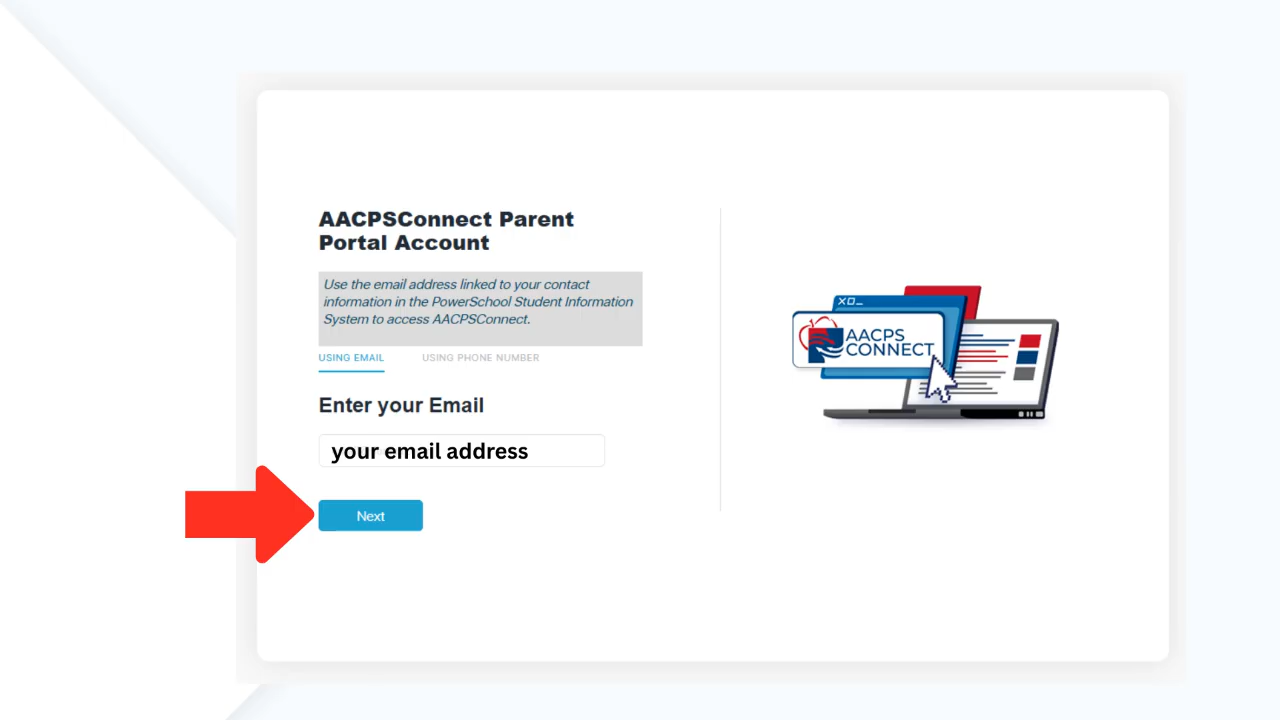 AACPSConnect Parent
Portal Account
Use the email address linked to your contact
information in the PowerSchool Student Information
System to access AACPSConnect.
USING EMAIL
USING PHONE NUMBER
Enter your Email
your email address
Next
XO_
AACPS
CONNECT